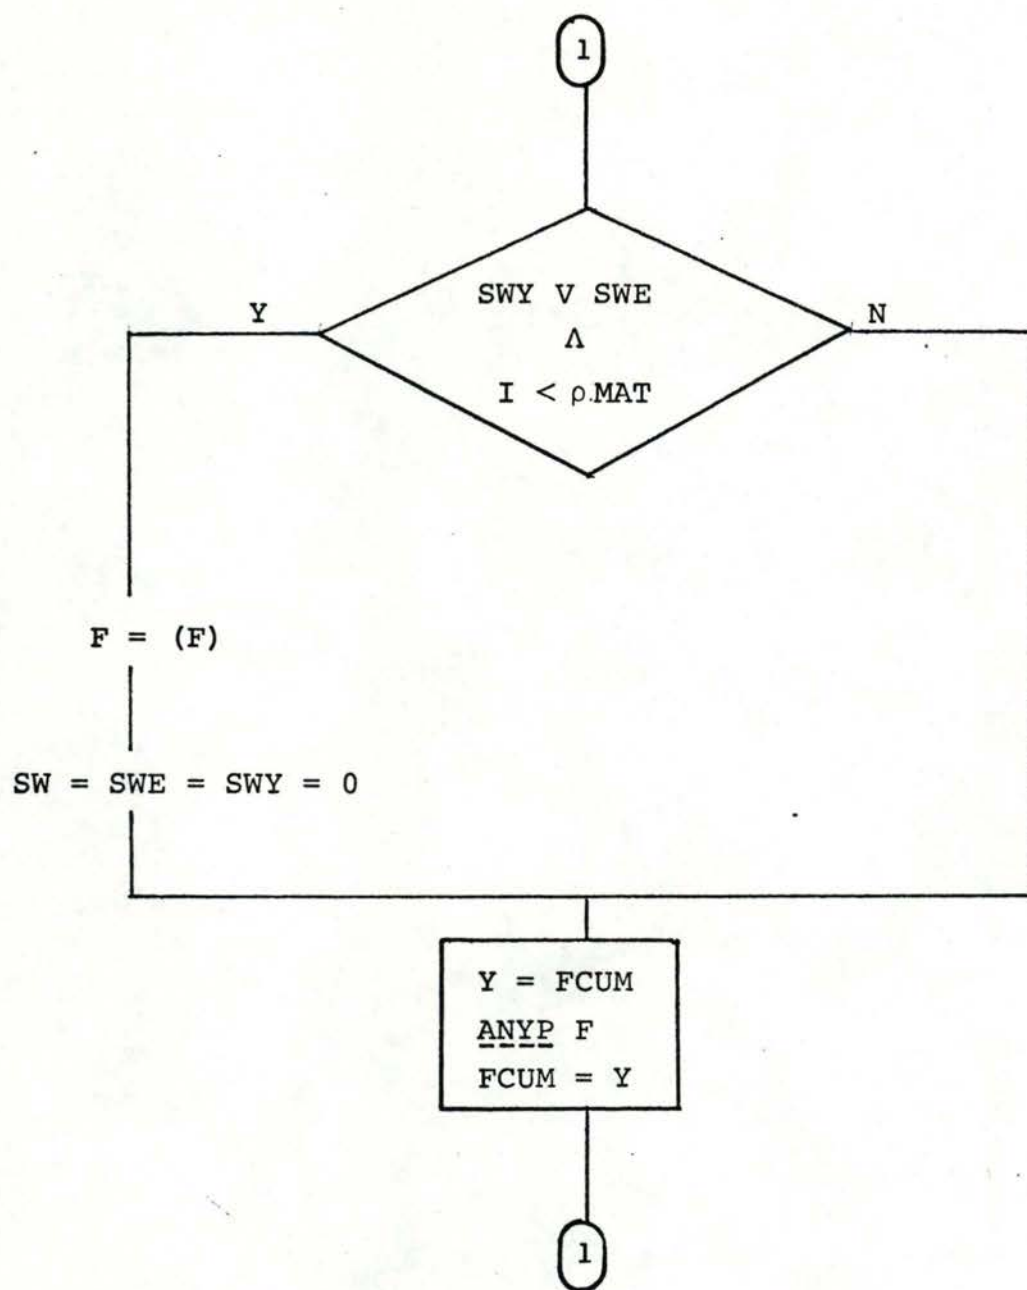 1
SWY V SWE
Λ
I < ρ.MAT
Y
N
F = (F)
SW = SWE = SWY = 0
Y = FCUM
ANYP F
FCUM = Y
1